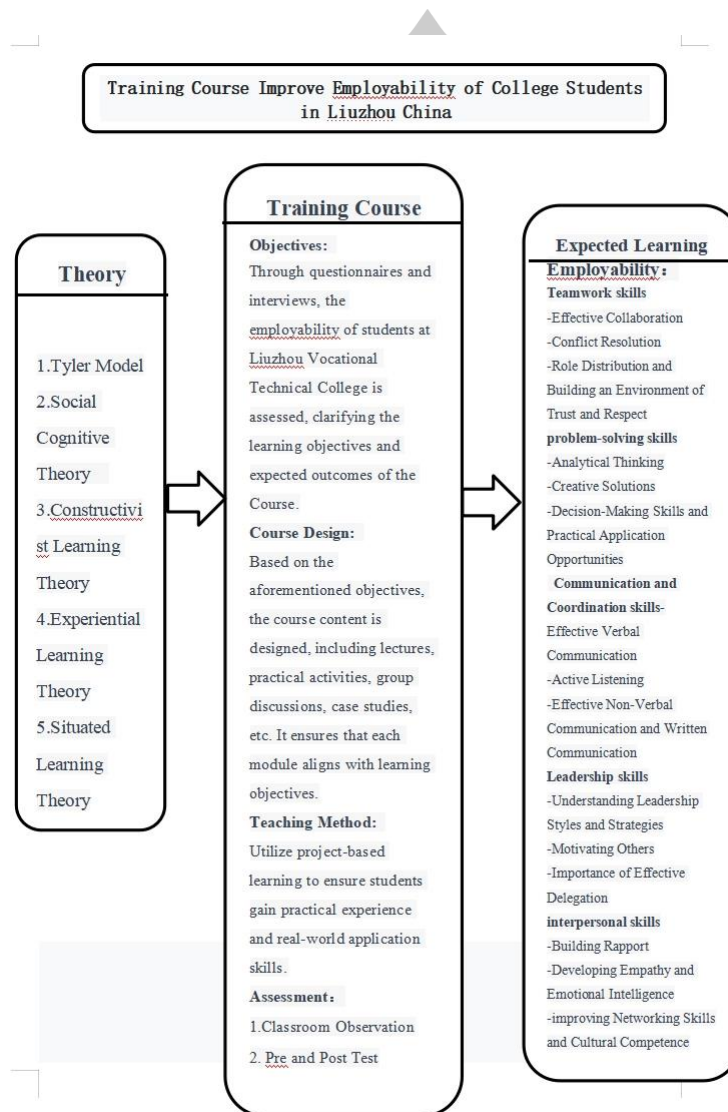 Training Course Improve Employability of College Students
in Liuzhou China
Theory
1.Tyler Model
2.Social
Cognitive
Theory
3.Constructivi
st Learning
Theory
4.Experiential
Learning
Theory
5.Situated
Learning
Theory
Training Course
Objectives:
Through questionnaires and
interviews, the
employability of students at
Liuzhou Vocational
Technical College is
assessed, clarifying the
learning objectives and
expected outcomes of the
Course.
Course Design:
Based on the
aforementioned objectives,
the course content is
designed, including lectures,
practical activities, group
discussions, case studies,
etc. It ensures that each
module aligns with learning
objectives.
Teaching Method:
Utilize project-based
learning to ensure students
gain practical experience
and real-world application
skills.
Assessment：
1.Classroom Observation
2. Pre and Post Test
Expected Learning
Employability：
Teamwork skills
-Effective Collaboration
-Conflict Resolution
-Role Distribution and
Building an Environment of
Trust and Respect
problem-solving skills
-Analytical Thinking
-Creative Solutions
-Decision-Making Skills and
Practical Application
Opportunities
Communication and
Coordination skills-
Effective Verbal
Communication
-Active Listening
-Effective Non-Verbal
Communication and Written
Communication
Leadership skills
-Understanding Leadership
Styles and Strategies
-Motivating Others
-Importance of Effective
Delegation
interpersonal skills
-Building Rapport
-Developing Empathy and
Emotional Intelligence
-improving Networking Skills
and Cultural Competence